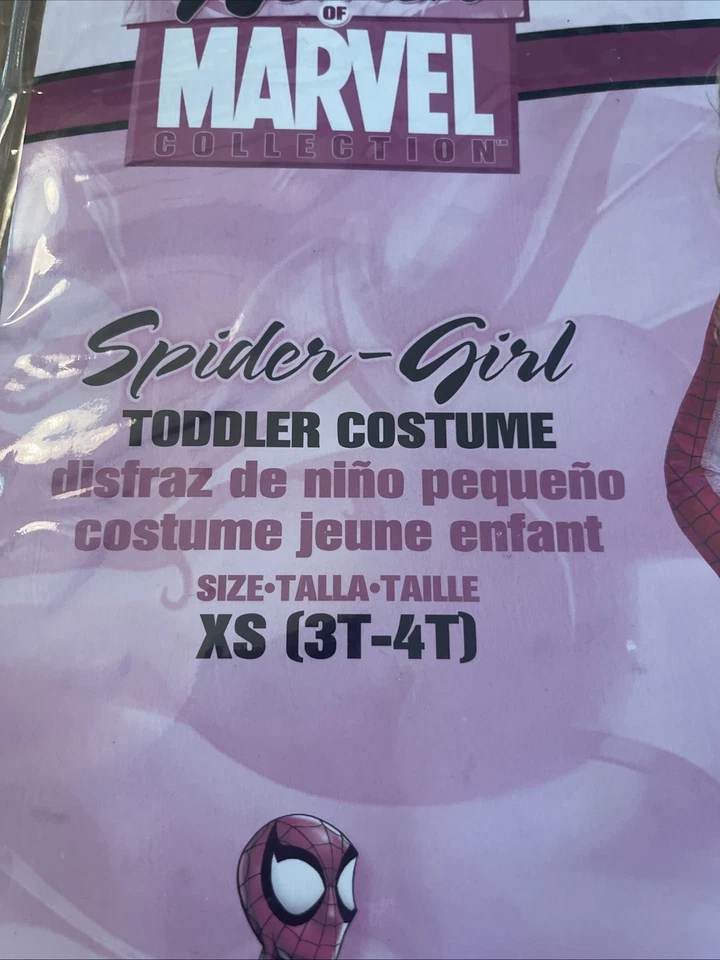 OF
MARVEL
COLLECTION™
Spider-Girl
TODDLER COSTUME
disfraz de niño pequeño
costume jeune enfant
SIZE•TALLA•TAILLE
XS (3T-4T)